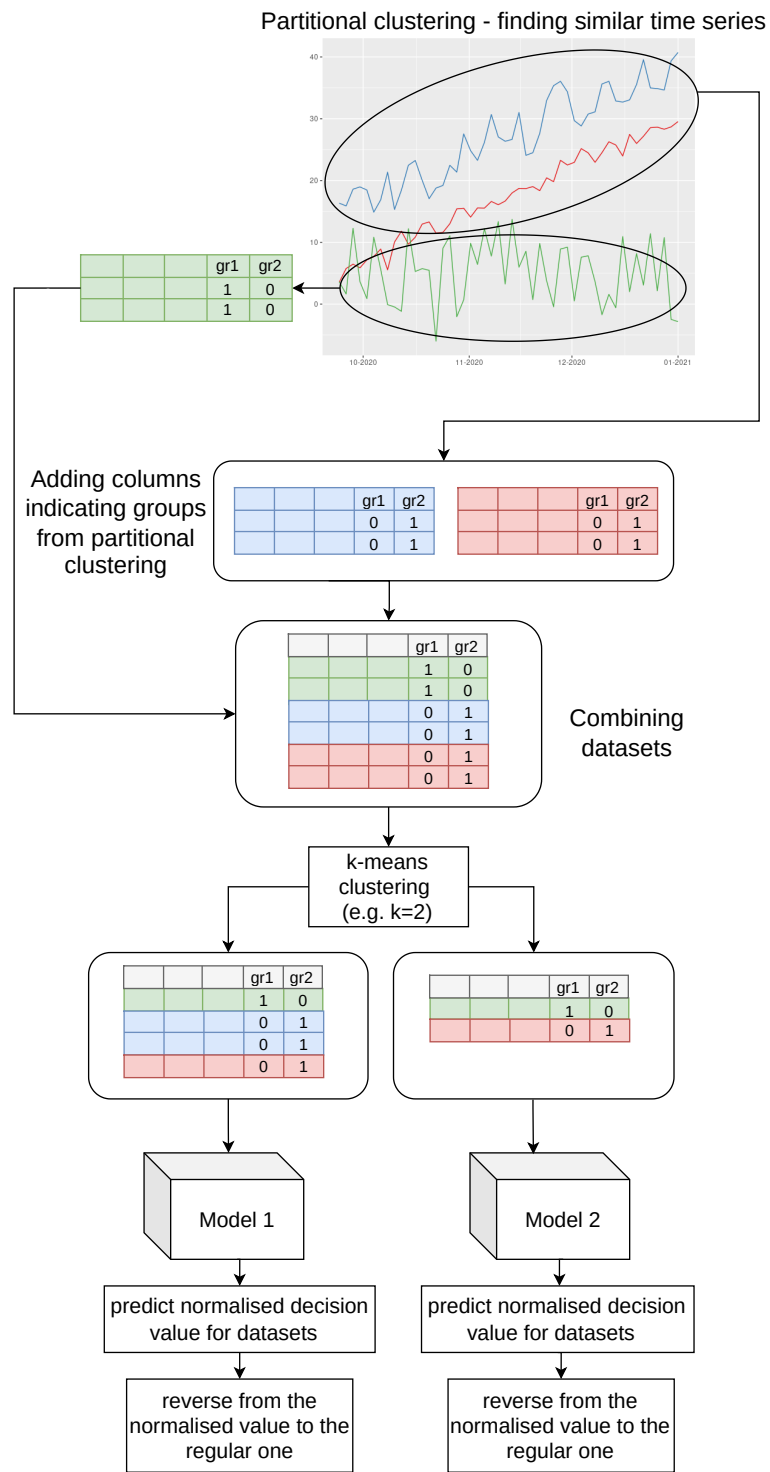 Partitional clustering - finding similar time series
40
30
20
10
0
10-2020 11-2020 12-2020 01-2021
gr1 gr2
1 0
1 0
Adding columns
indicating groups
from partitional
clustering
gr1 gr2
0 1
0 1
gr1 gr2
0 1
0 1
gr1 gr2
1 0
1 0
0 1
0 1
0 1
0 1
Combining
datasets
k-means
clustering
(e.g. k=2)
gr1 gr2
1 0
0 1
0 1
0 1
gr1 gr2
1 0
0 1
Model 1
Model 2
predict normalised decision
value for datasets
predict normalised decision
value for datasets
reverse from the
normalised value to the
regular one
reverse from the
normalised value to the
regular one